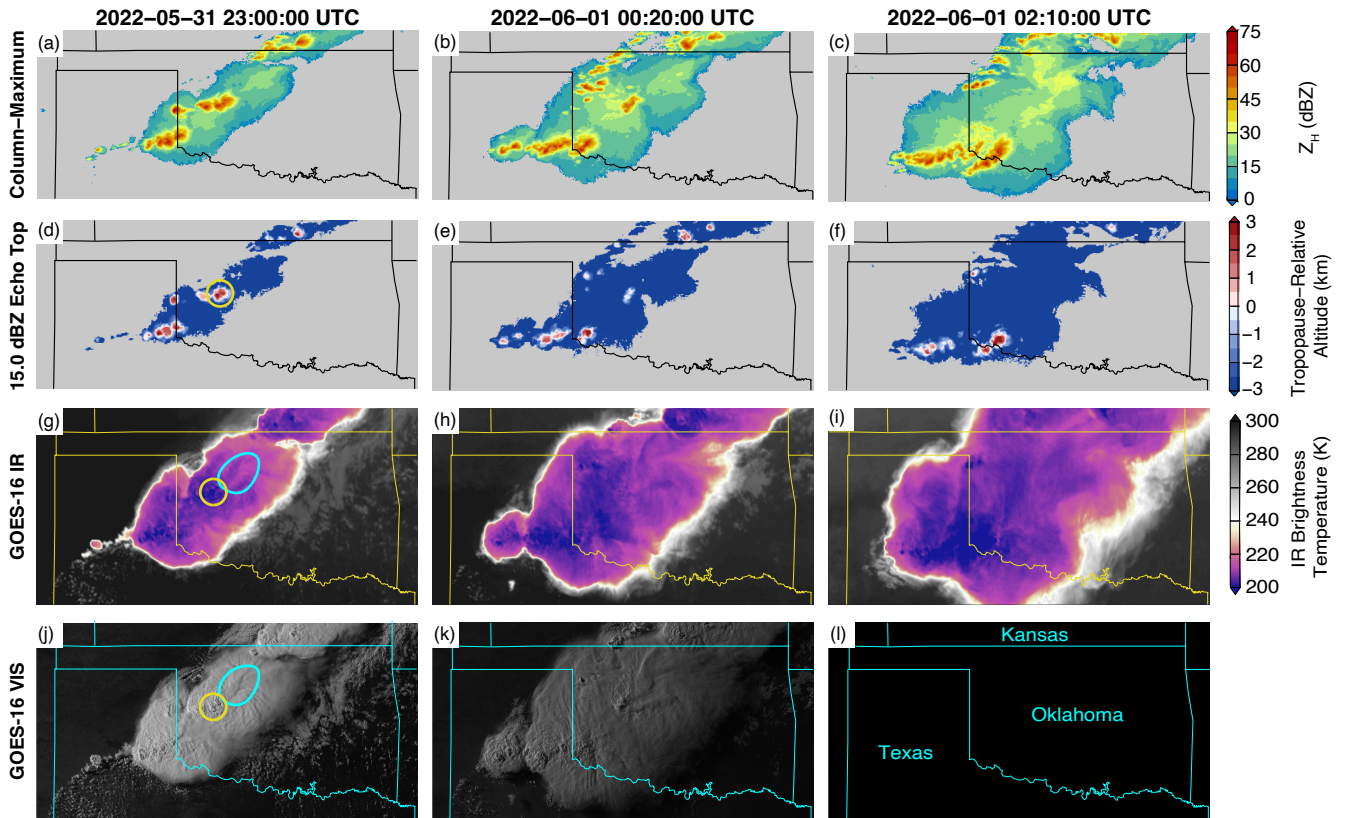 2022−05−31 23:00:00 UTC
2022−06−01 00:20:00 UTC
2022−06−01 02:10:00 UTC
Column−Maximum
(a)
(b)
(c)
75
60
45
30
15
0
Z_H (dBZ)
15.0 dBZ Echo Top
(d)
(e)
(f)
3
2
1
0
−1
−2
−3
Tropopause−Relative
Altitude (km)
GOES−16 IR
(g)
(h)
(i)
300
280
260
240
220
200
IR Brightness
Temperature (K)
GOES−16 VIS
(j)
(k)
(l)
Kansas
Oklahoma
Texas